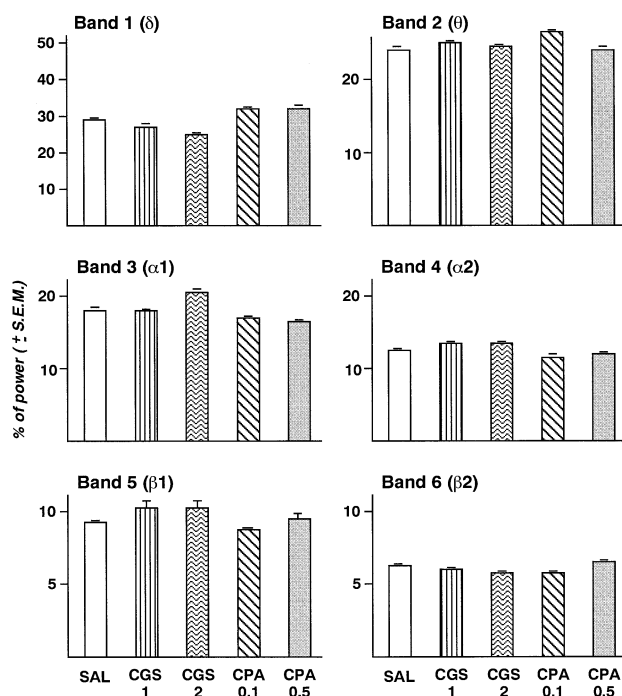 Band 1 (δ)
50
40
30
20
10
Band 2 (θ)
20
10
Band 3 (α1)
20
10
Band 4 (α2)
20
10
Band 5 (β1)
10
5
Band 6 (β2)
10
5
% of power ( ± S.E.M.)
SAL CGS 1 CGS 2 CPA 0.1 CPA 0.5
SAL CGS 1 CGS 2 CPA 0.1 CPA 0.5